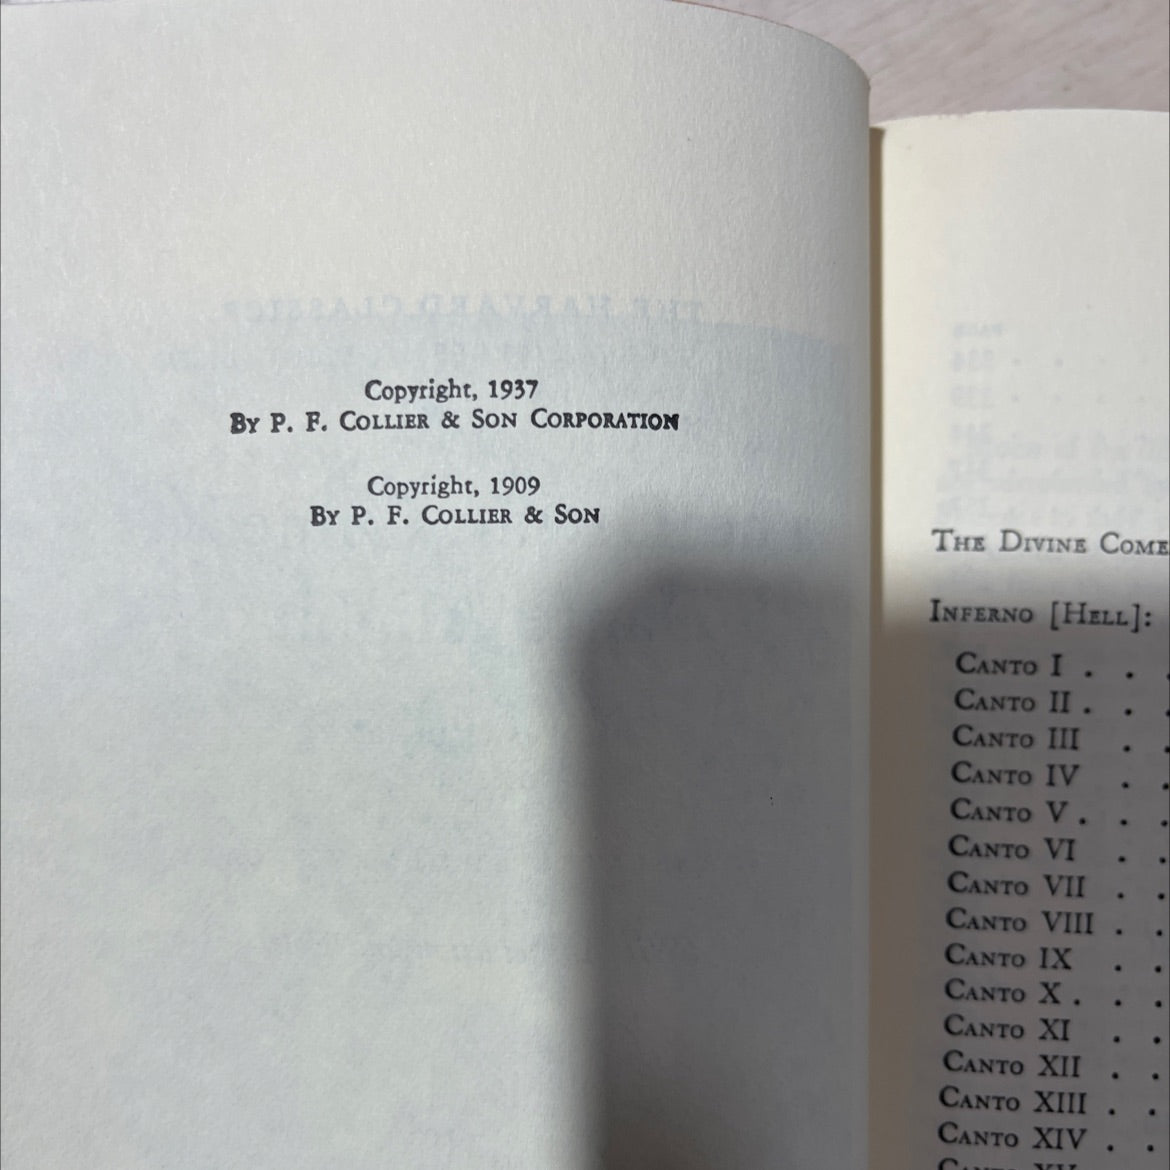 Copyright, 1937
By P. F. Collier & Son Corporation
Copyright, 1909
By P. F. Collier & Son
The Divine Come
Inferno [Hell]:
Canto I . . .
Canto II . . .
Canto III . .
Canto IV . .
Canto V . . .
Canto VI . .
Canto VII . .
Canto VIII . .
Canto IX . .
Canto X . . .
Canto XI . .
Canto XII . .
Canto XIII . .
Canto XIV . .